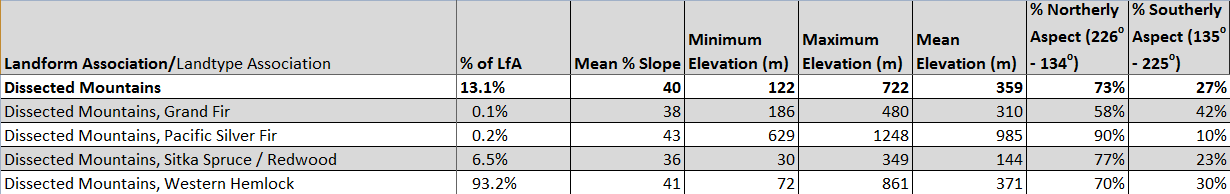 Landform Association/Landtype Association % of LfA Mean % Slope Minimum Elevation (m) Maximum Elevation (m) Mean Elevation (m) % Northerly Aspect (226° - 134°) % Southerly Aspect (135° - 225°)
Dissected Mountains 13.1% 40 122 722 359 73% 27%
Dissected Mountains, Grand Fir 0.1% 38 186 480 310 58% 42%
Dissected Mountains, Pacific Silver Fir 0.2% 43 629 1248 985 90% 10%
Dissected Mountains, Sitka Spruce / Redwood 6.5% 36 30 349 144 77% 23%
Dissected Mountains, Western Hemlock 93.2% 41 72 861 371 70% 30%